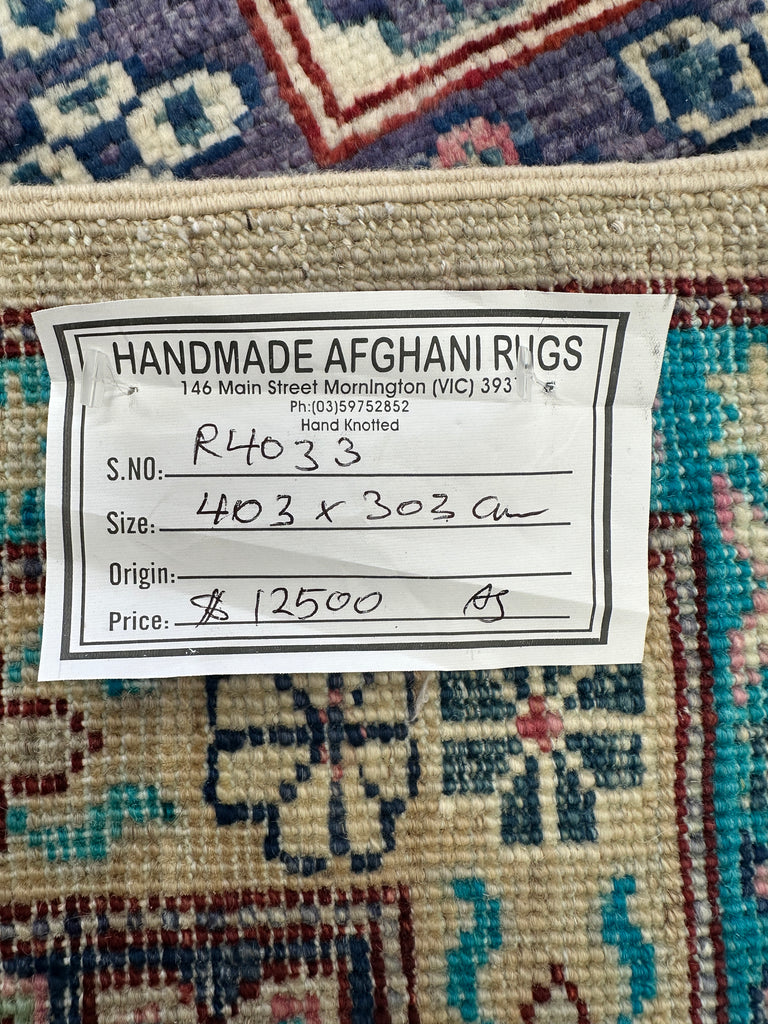 HANDMADE AFGHANI RUGS
146 Main Street MornIngton (VIC) 393
Ph:(03)59752852
Hand Knotted
S.NO: R4033
Size: 403 x 303 cm
Origin:
Price: $ 12500